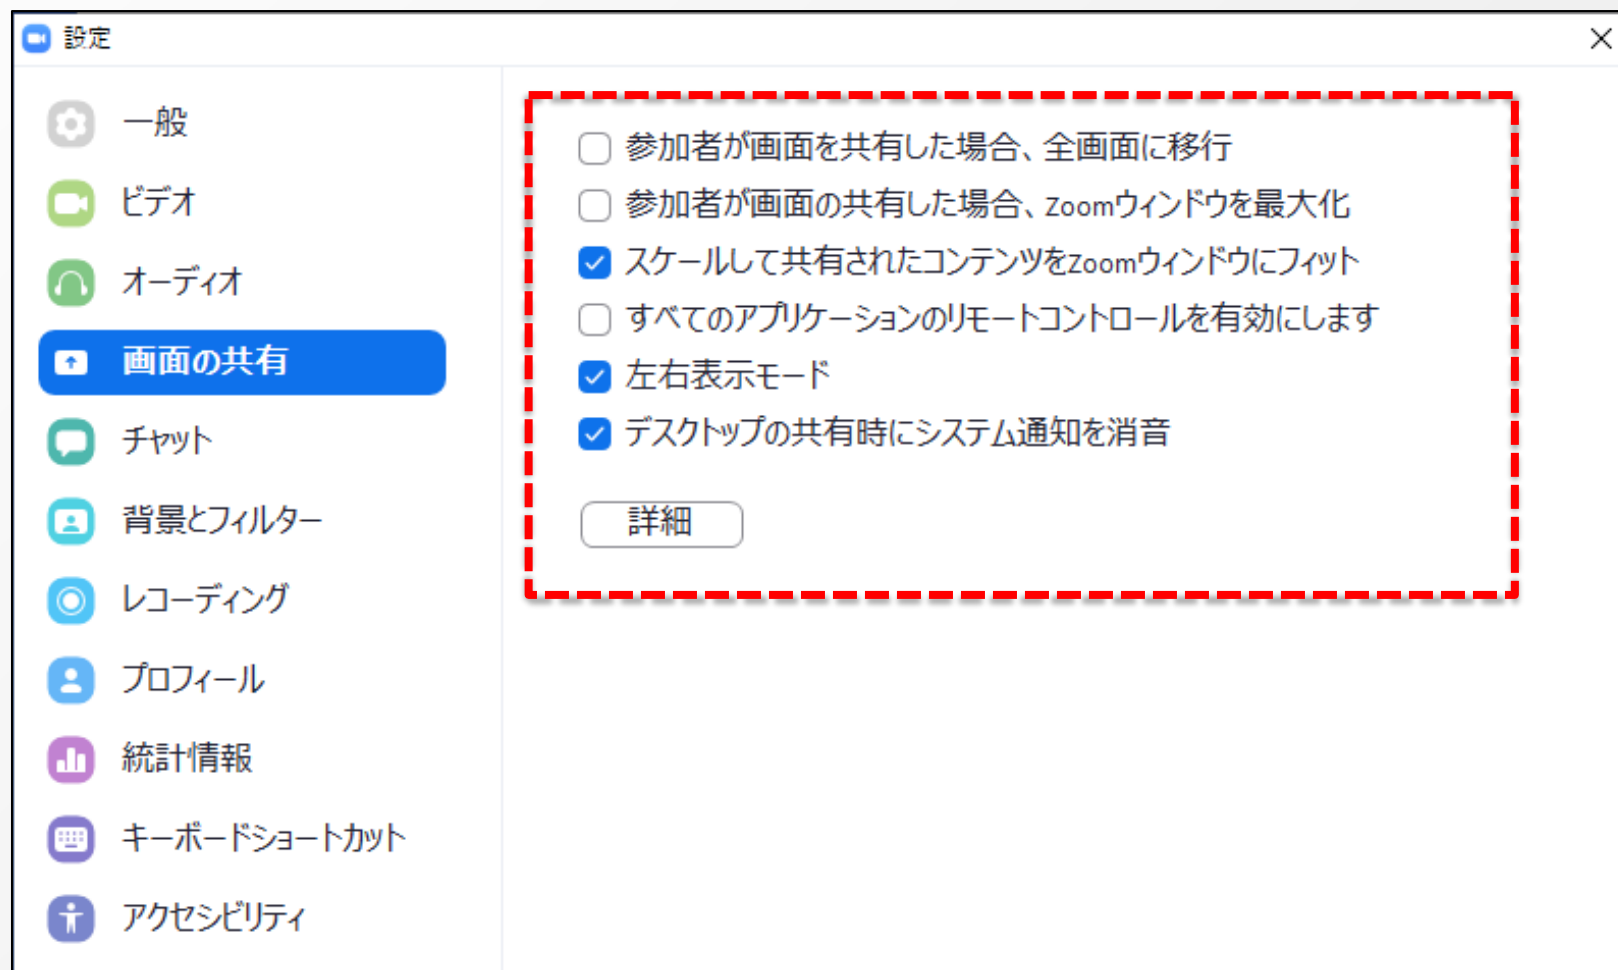 設定
一般
ビデオ
オーディオ
画面の共有
チャット
背景とフィルター
レコーディング
プロフィール
統計情報
キーボードショートカット
アクセシビリティ
参加者が画面を共有した場合、全画面に移行
参加者が画面の共有した場合、Zoomウィンドウを最大化
スケールして共有されたコンテンツをZoomウィンドウにフィット
すべてのアプリケーションのリモートコントロールを有効にします
左右表示モード
デスクトップの共有時にシステム通知を消音
詳細